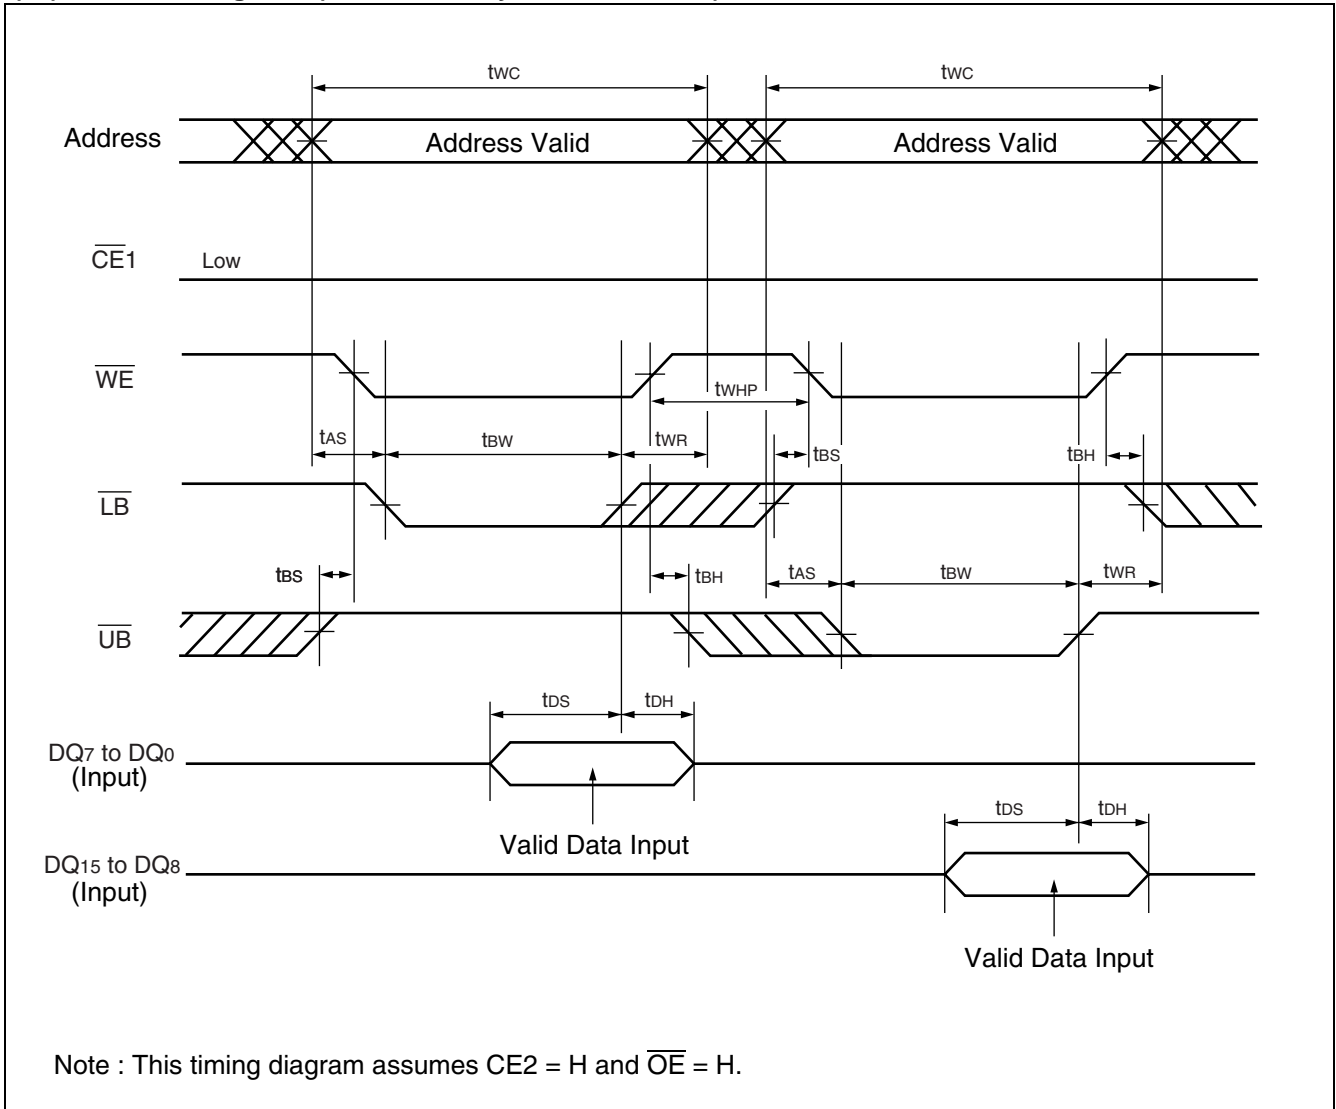 tWC tWC
Address Address Valid Address Valid
CE1 Low
WE
tWHP
tAS tBW tWR tBS tBH
LB
tBS tBH tAS tBW tWR
UB
tDS tDH
DQ7 to DQ0
(Input)
tDS tDH
Valid Data Input
DQ15 to DQ8
(Input)
Valid Data Input
Note : This timing diagram assumes CE2 = H and OE = H.